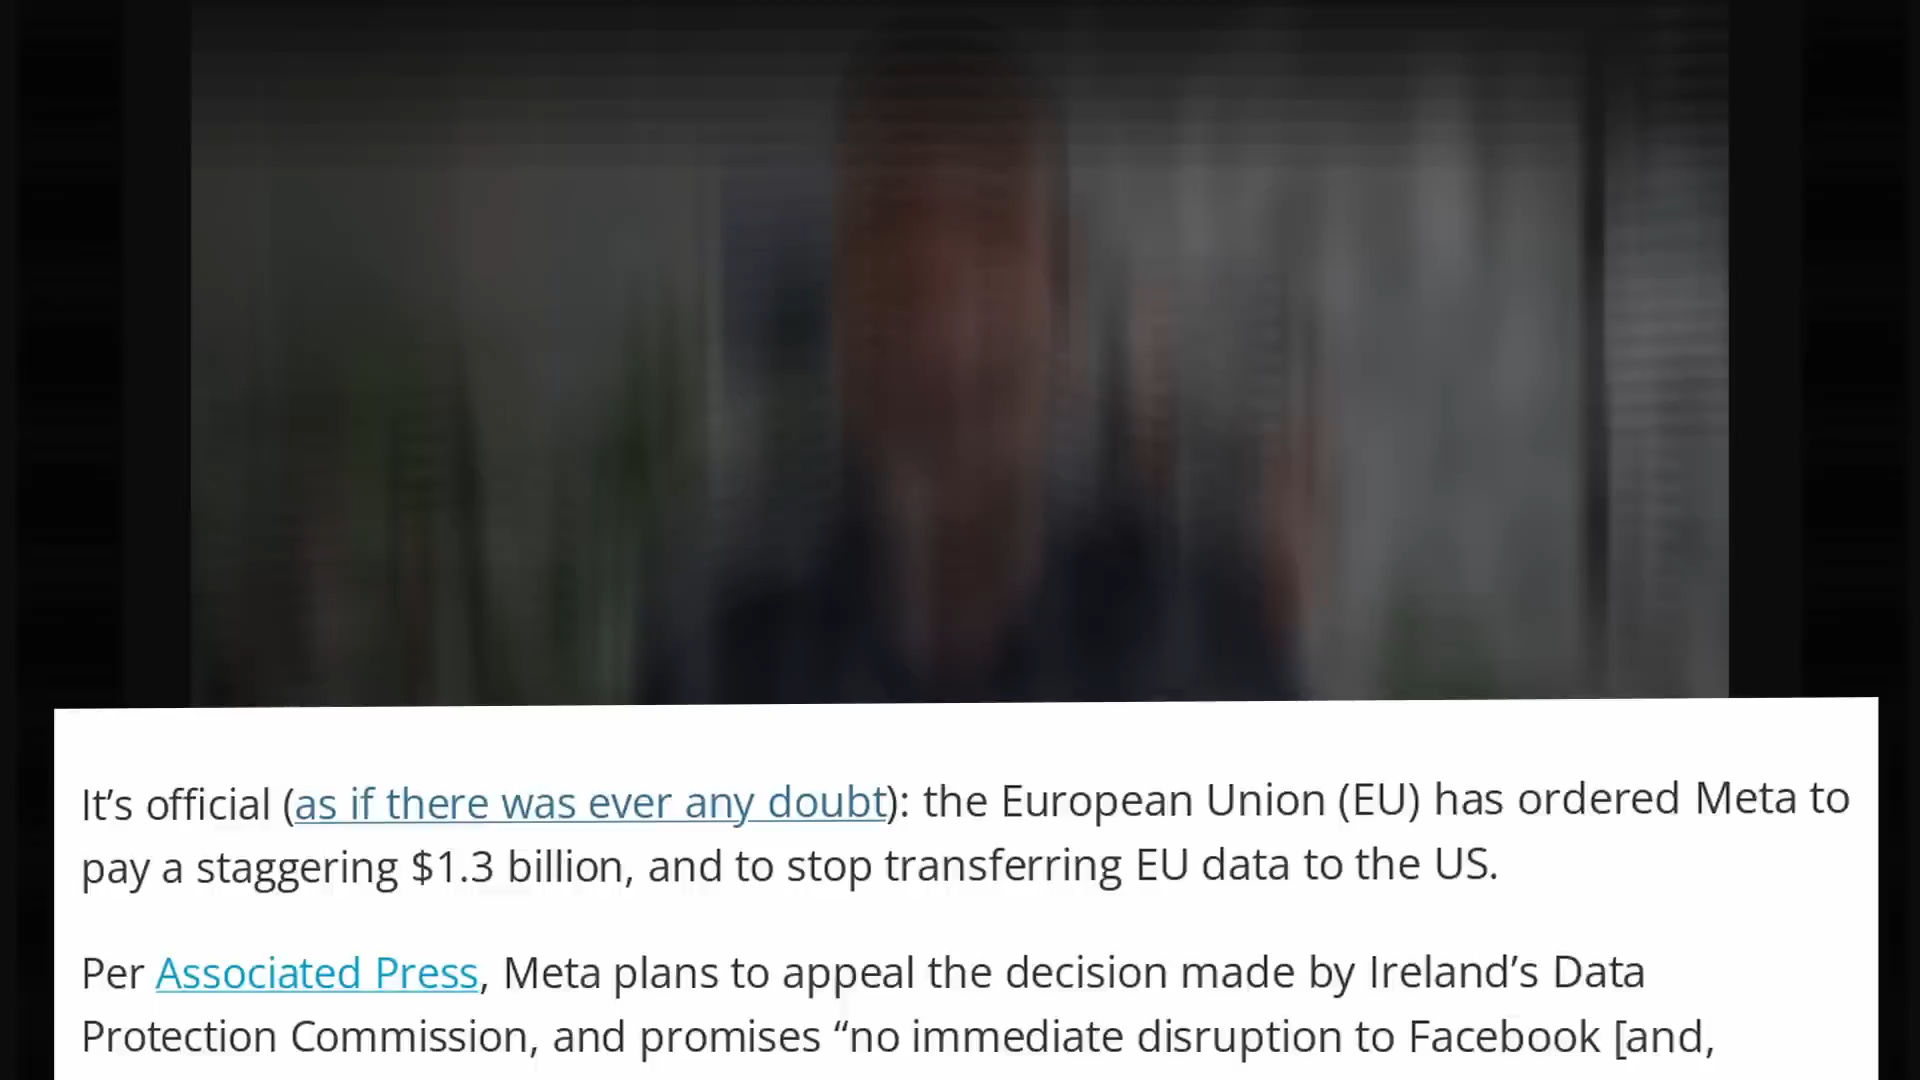 It’s official (as if there was ever any doubt): the European Union (EU) has ordered Meta to
pay a staggering $1.3 billion, and to stop transferring EU data to the US.
Per Associated Press, Meta plans to appeal the decision made by Ireland’s Data
Protection Commission, and promises “no immediate disruption to Facebook [and,